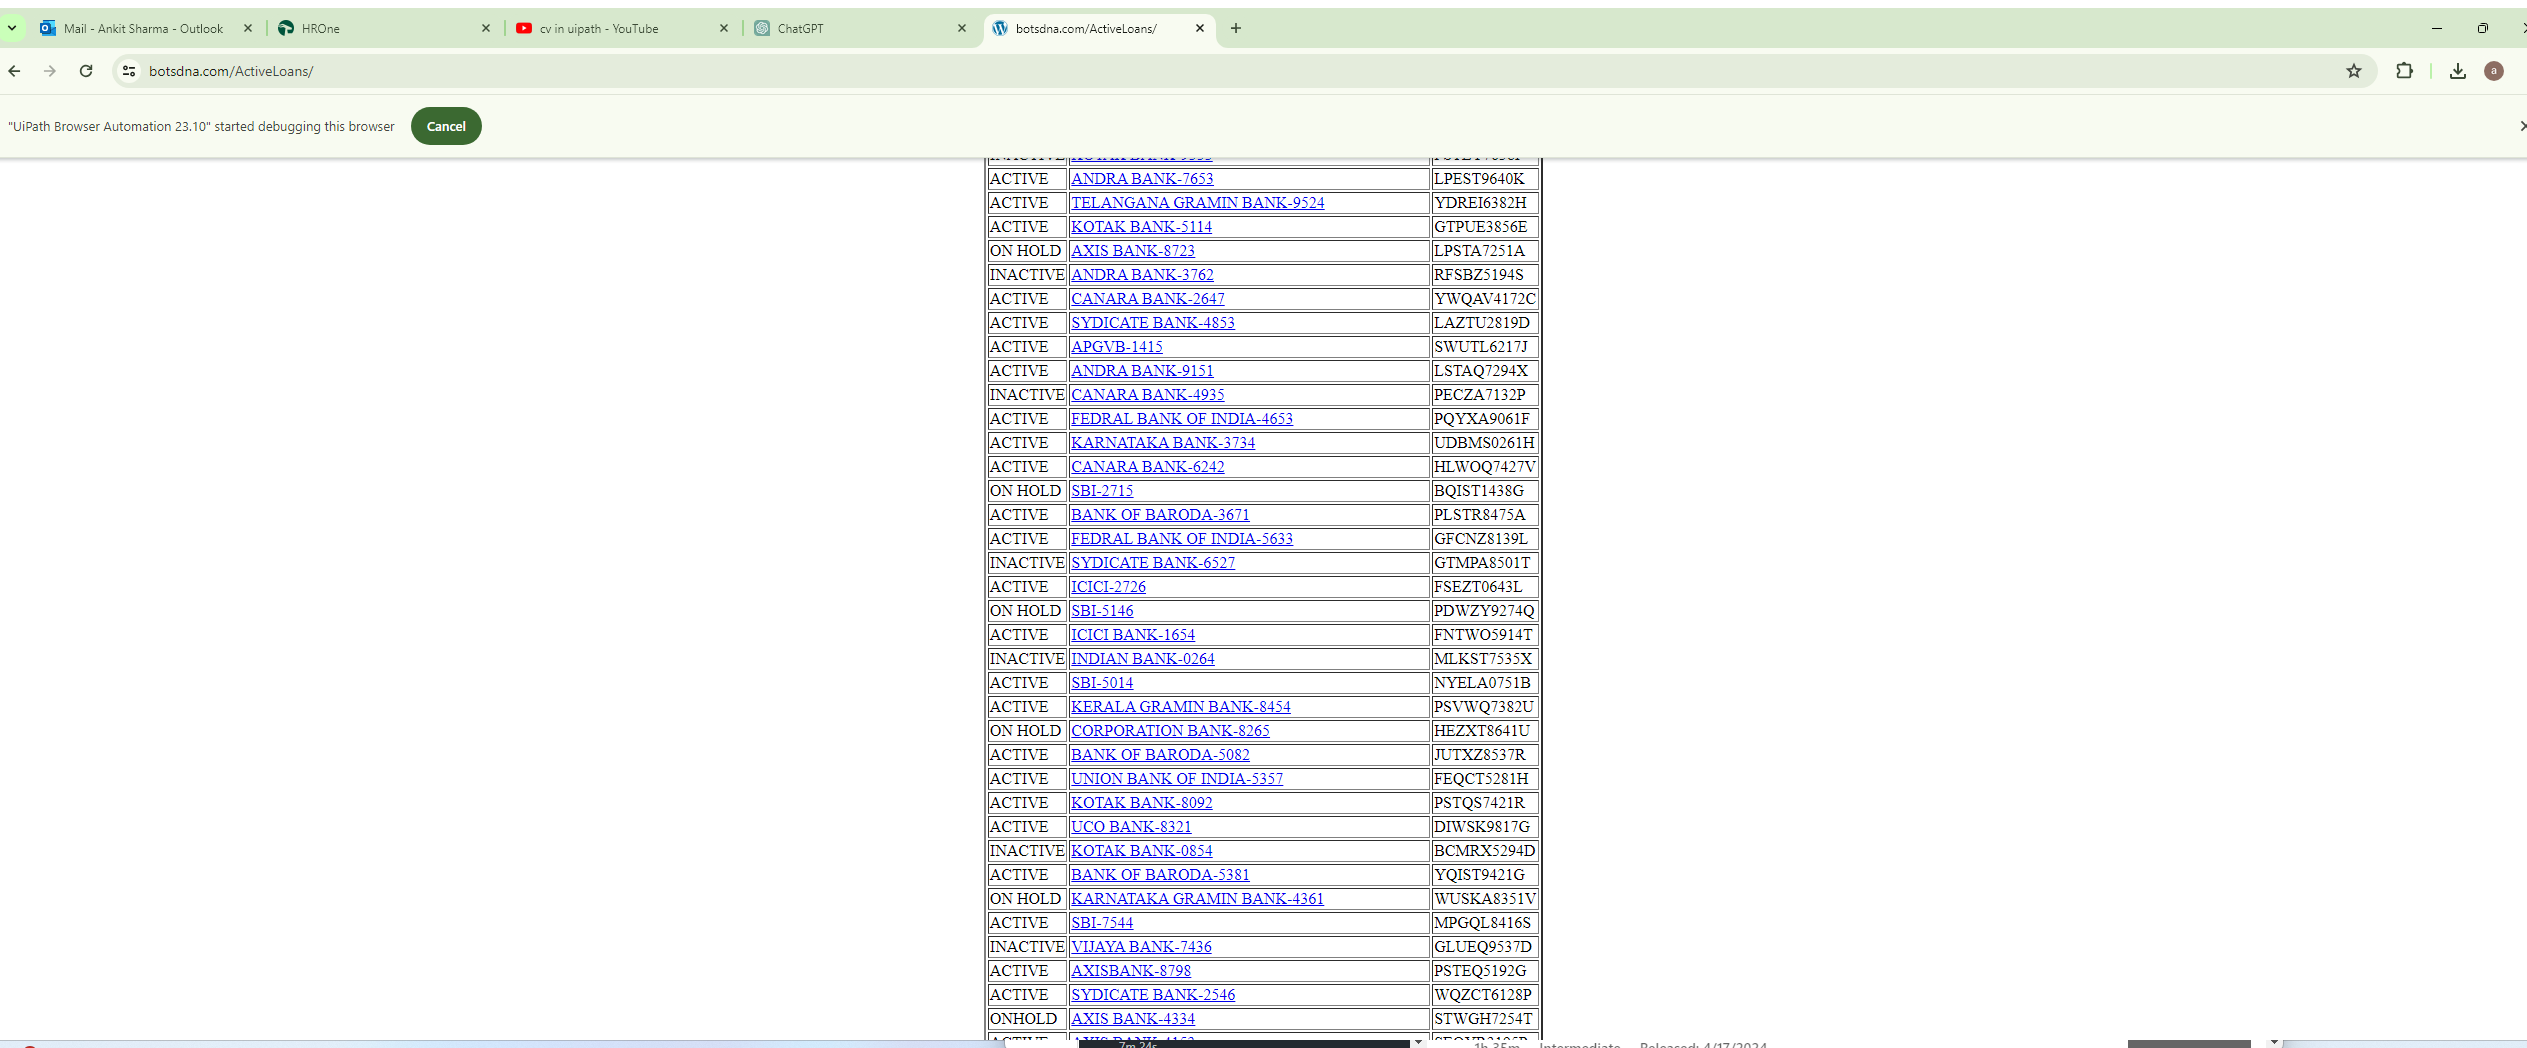 Mail - Ankit Sharma - Outlook HROne cv in uipath - YouTube ChatGPT botsdna.com/ActiveLoans/
botsdna.com/ActiveLoans/ a
"UiPath Browser Automation 23.10" started debugging this browser Cancel
ACTIVE ANDRA BANK-7653 LPEST9640K
ACTIVE TELANGANA GRAMIN BANK-9524 YDREI6382H
ACTIVE KOTAK BANK-5114 GTPUE3856E
ON HOLD AXIS BANK-8723 LPSTA7251A
INACTIVE ANDRA BANK-3762 RFSBZ5194S
ACTIVE CANARA BANK-2647 YWQAV4172C
ACTIVE SYDICATE BANK-4853 LAZTU2819D
ACTIVE APGVB-1415 SWUTL6217J
ACTIVE ANDRA BANK-9151 LSTAQ7294X
INACTIVE CANARA BANK-4935 PECZA7132P
ACTIVE FEDRAL BANK OF INDIA-4653 PQYXA9061F
ACTIVE KARNATAKA BANK-3734 UDBMS0261H
ACTIVE CANARA BANK-6242 HLWOQ7427V
ON HOLD SBI-2715 BQIST1438G
ACTIVE BANK OF BARODA-3671 PLSTR8475A
ACTIVE FEDRAL BANK OF INDIA-5633 GFCNZ8139L
INACTIVE SYDICATE BANK-6527 GTMPA8501T
ACTIVE ICICI-2726 FSEZT0643L
ON HOLD SBI-5146 PDWZY9274Q
ACTIVE ICICI BANK-1654 FNTWO5914T
INACTIVE INDIAN BANK-0264 MLKST7535X
ACTIVE SBI-5014 NYELA0751B
ACTIVE KERALA GRAMIN BANK-8454 PSVWQ7382U
ON HOLD CORPORATION BANK-8265 HEZXT8641U
ACTIVE BANK OF BARODA-5082 JUTXZ8537R
ACTIVE UNION BANK OF INDIA-5357 FEQCT5281H
ACTIVE KOTAK BANK-8092 PSTQS7421R
ACTIVE UCO BANK-8321 DIWSK9817G
INACTIVE KOTAK BANK-0854 BCMRX5294D
ACTIVE BANK OF BARODA-5381 YQIST9421G
ON HOLD KARNATAKA GRAMIN BANK-4361 WUSKA8351V
ACTIVE SBI-7544 MPGQL8416S
INACTIVE VIJAYA BANK-7436 GLUEQ9537D
ACTIVE AXISBANK-8798 PSTEQ5192G
ACTIVE SYDICATE BANK-2546 WQZCT6128P
ONHOLD AXIS BANK-4334 STWGH7254T
7m 24s 1h 35m Intermediate Released: 4/17/2024